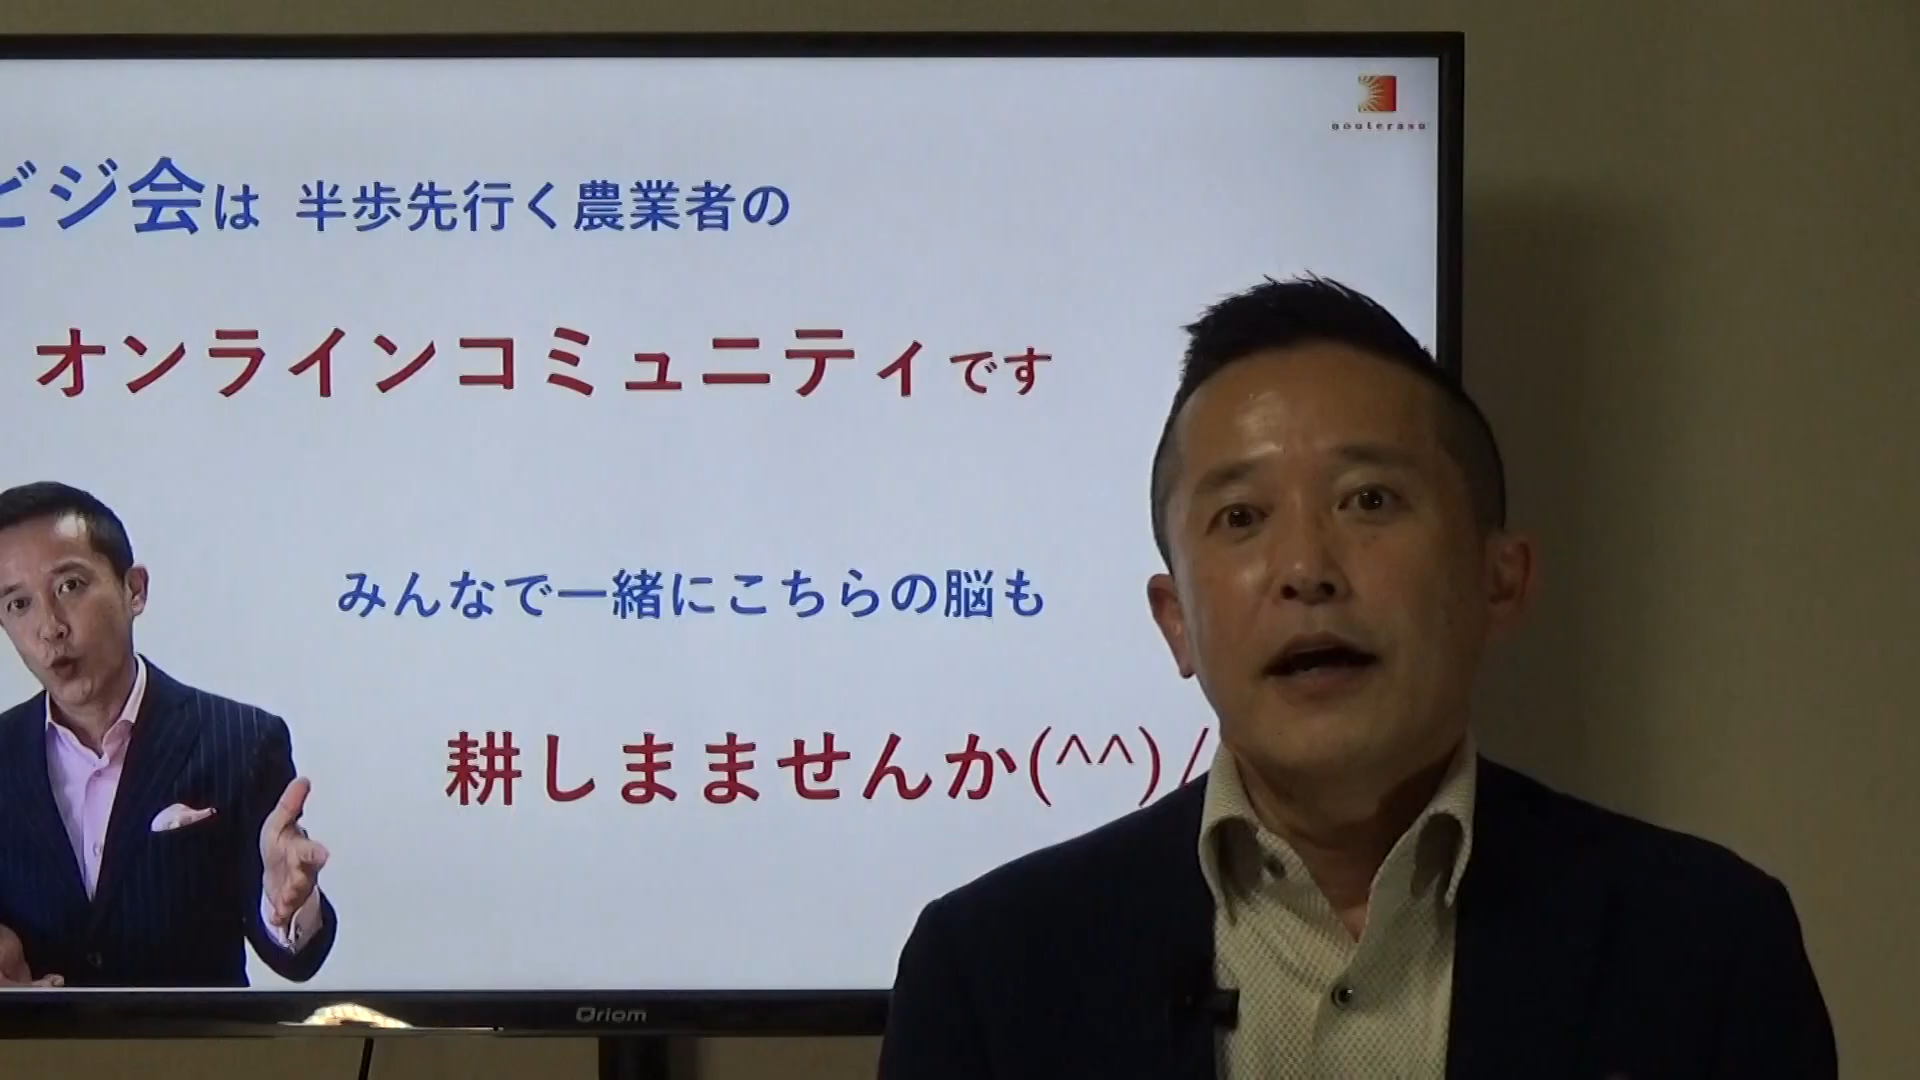 nouterasu
ビジ会は 半歩先行く農業者の
オンラインコミュニティです
みんなで一緒にこちらの脳も
耕しまませんか(^^)/
Oriom